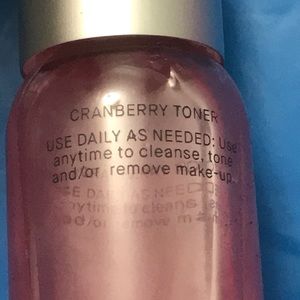 CRANBERRY TONER
USE DAILY AS NEEDED: Use
anytime to cleanse, tone
and/or remove make-up.